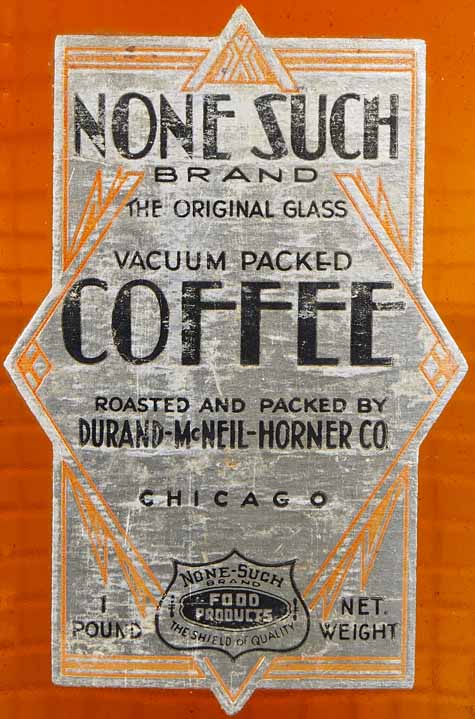 NONE SUCH
BRAND
THE ORIGINAL GLASS
VACUUM PACKED
COFFEE
ROASTED AND PACKED BY
DURAND-McNEIL-HORNER CO.
CHICAGO
NONE-SUCH
BRAND
FOOD
PRODUCTS
THE SHIELD OF QUALITY
1
POUND
NET.
WEIGHT